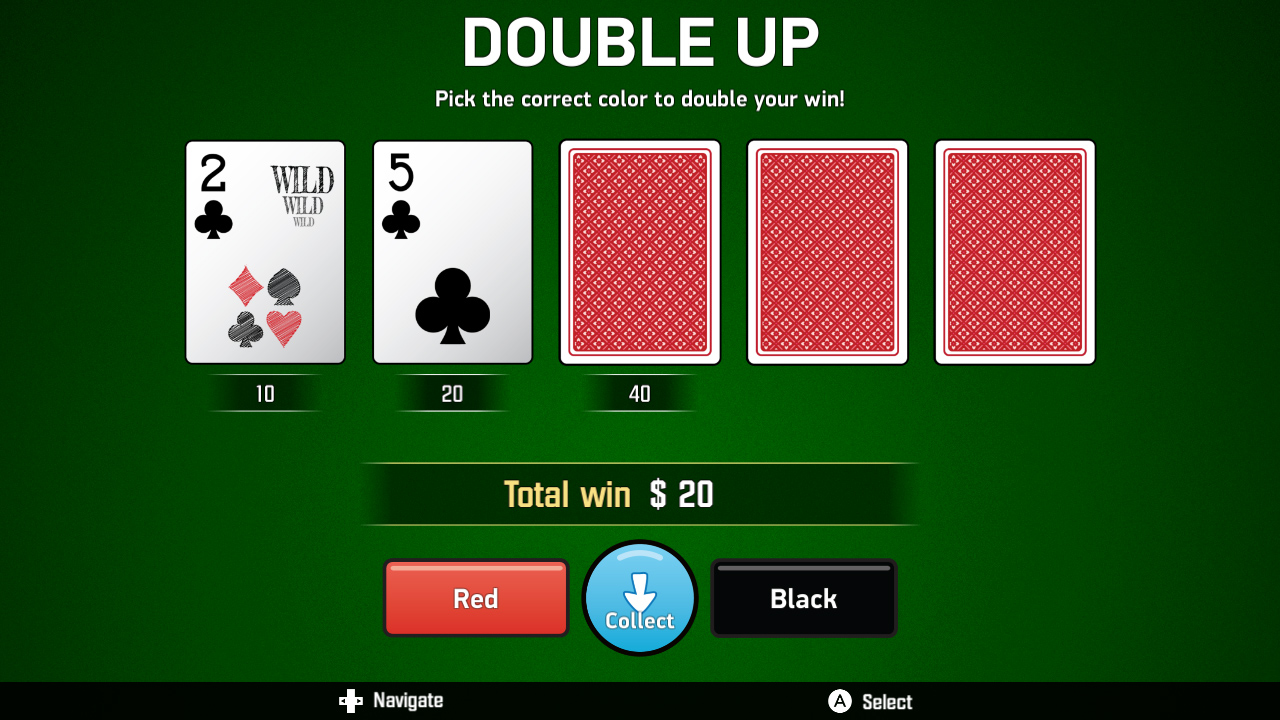 DOUBLE UP
Pick the correct color to double your win!
2
WILD
WILD
WILD
5
10
20
40
Total win $ 20
Red
Collect
Black
Navigate
A Select